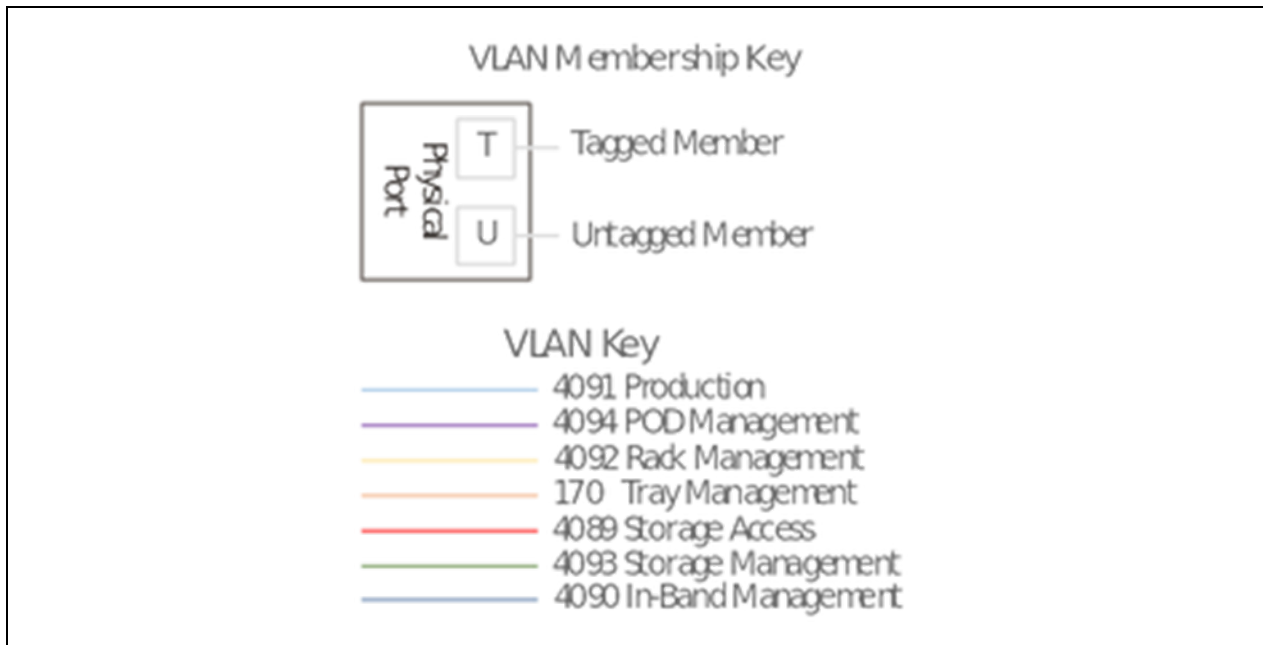 VLAN Membership Key
Physical
Port
T
Tagged Member
U
Untagged Member
VLAN Key
4091 Production
4094 POD Management
4092 Rack Management
170 Tray Management
4089 Storage Access
4093 Storage Management
4090 In-Band Management